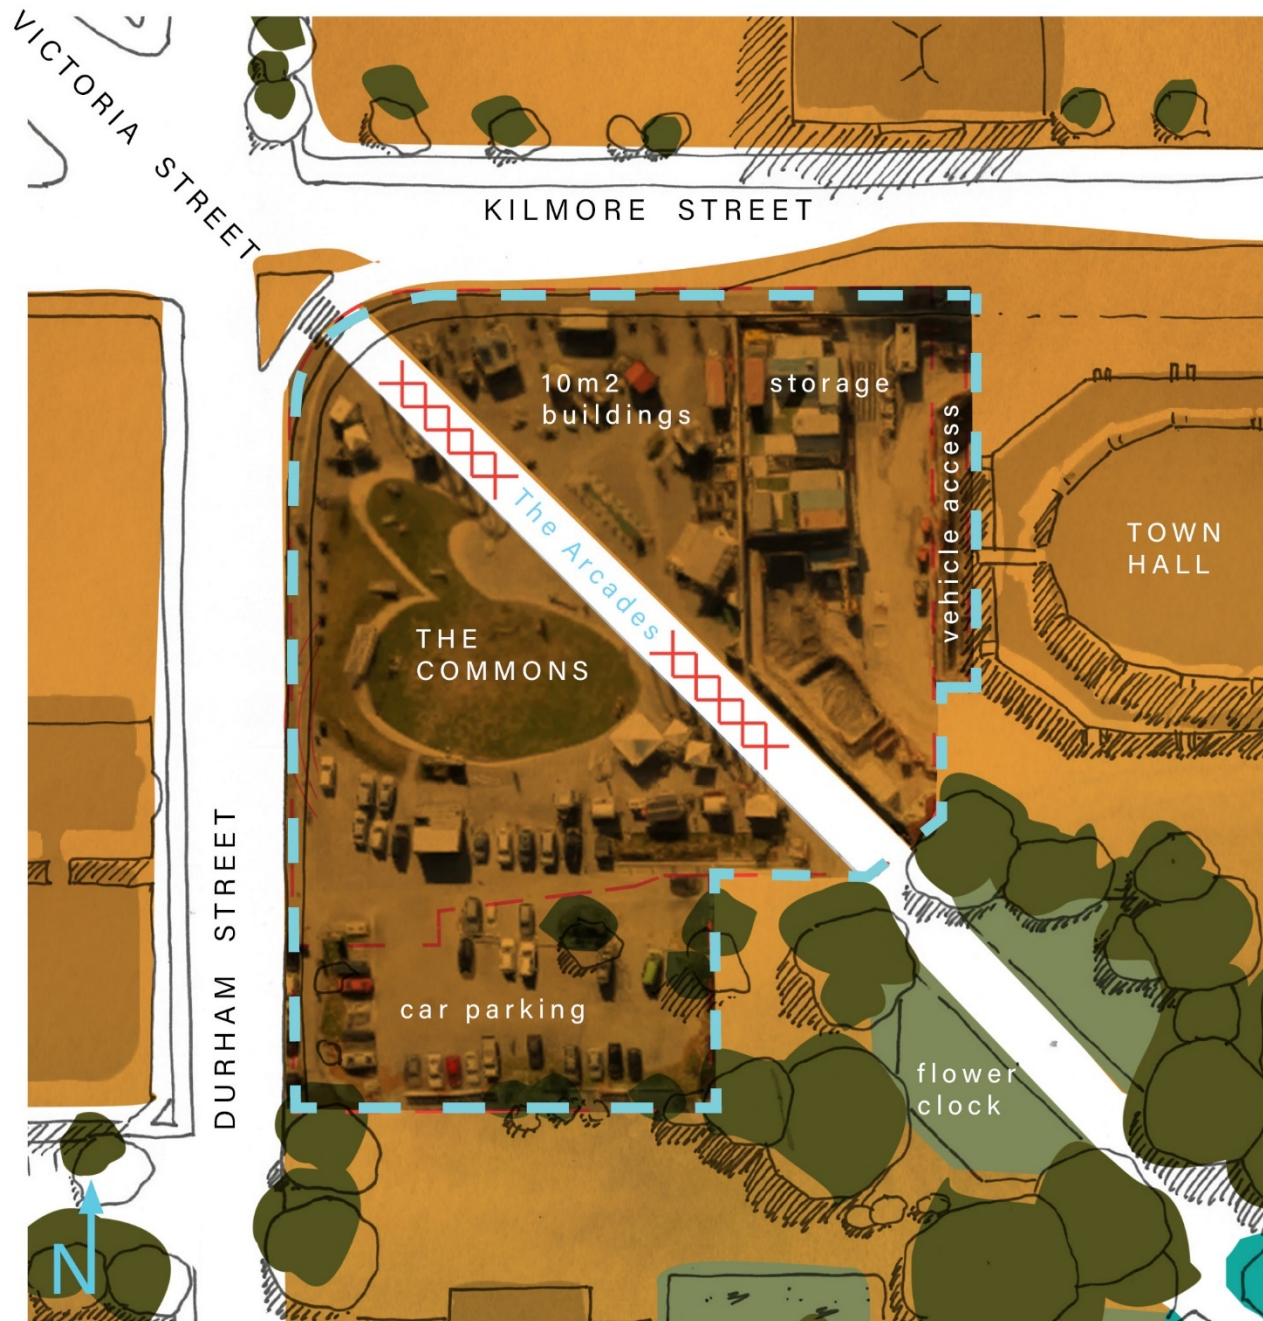 VICTORIA STREET
KILMORE STREET
10m2
buildings
storage
vehicle access
The Arcades
TOWN
HALL
THE
COMMONS
DURHAM STREET
car parking
flower
clock
N